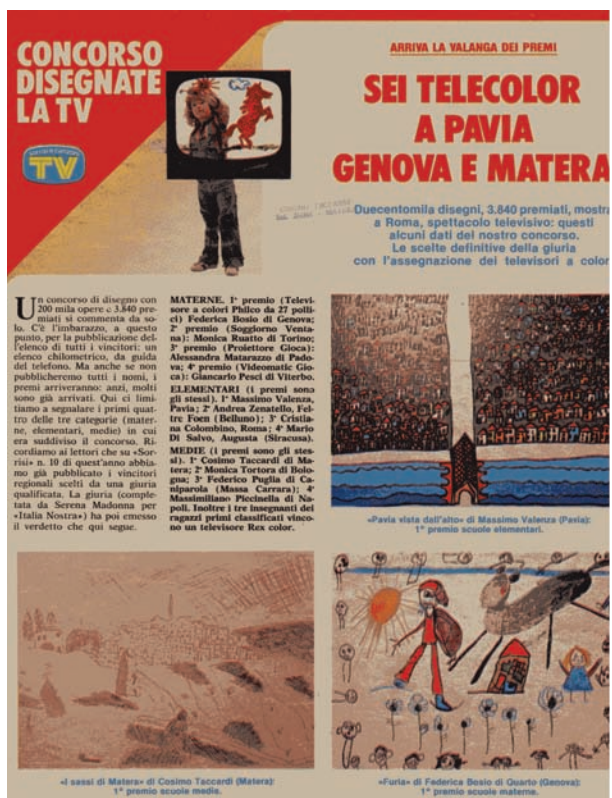 CONCORSO
DISEGNATE
LA TV
TV
ARRIVA LA VALANGA DEI PREMI
SEI TELECOLOR
A PAVIA
GENOVA E MATERA
Duecentomila disegni, 3.840 premiati, mostra
a Roma, spettacolo televisivo: questi
alcuni dati del nostro concorso.
Le scelte definitive della giuria
con l'assegnazione dei televisori a color
Un concorso di disegno con
200 mila opere e 3.840 pre-
miati si commenta da so-
lo. C'è l'imbarazzo, a questo
punto, per la pubblicazione del-
l'elenco di tutti i vincitori: un
elenco chilometrico, da guida
del telefono. Ma anche se non
pubblicheremo tutti i nomi, i
premi arriveranno: anzi, molti
sono già arrivati. Qui ci limi-
tiamo a segnalare i primi quat-
tro delle tre categorie (mater-
ne, elementari, medie) in cui
era suddiviso il concorso. Ri-
cordiamo ai lettori che su «Sor-
risi» n. 10 di quest'anno abbia-
mo già pubblicato i vincitori
regionali scelti da una giuria
qualificata. La giuria (comple-
tata da Serena Madonna per
«Italia Nostra») ha poi emesso
il verdetto che qui segue.
MATERNE. 1° premio (Televi-
sore a colori Philco da 27 polli-
ci) Federica Bosio di Genova;
2° premio (Soggiorno Venta-
na): Monica Ruatto di Torino;
3° premio (Proiettore Gioca):
Alessandra Matarazzo di Pado-
va; 4° premio (Videomatic Gio-
ca): Giancarlo Pesci di Viterbo.
ELEMENTARI (i premi sono
gli stessi). 1° Massimo Valenza,
Pavia; 2° Andrea Zenatello, Fel-
tre Foen (Belluno); 3° Cristia-
na Colombino, Roma; 4° Mario
Di Salvo, Augusta (Siracusa).
MEDIE (i premi sono gli stes-
si). 1° Cosimo Taccardi di Ma-
tera; 2° Monica Tortora di Bolo-
gna; 3° Federico Puglia di Ca-
niparola (Massa Carrara); 4°
Massimiliano Piccinella di Na-
poli. Inoltre i tre insegnanti dei
ragazzi primi classificati vinco-
no un televisore Rex color.
«Pavia vista dall'alto» di Massimo Valenza (Pavia):
1° premio scuole elementari.
«I sassi di Matera» di Cosimo Taccardi (Matera):
1° premio scuole medie.
«Furia» di Federica Bosio di Quarto (Genova):
1° premio scuole materne.